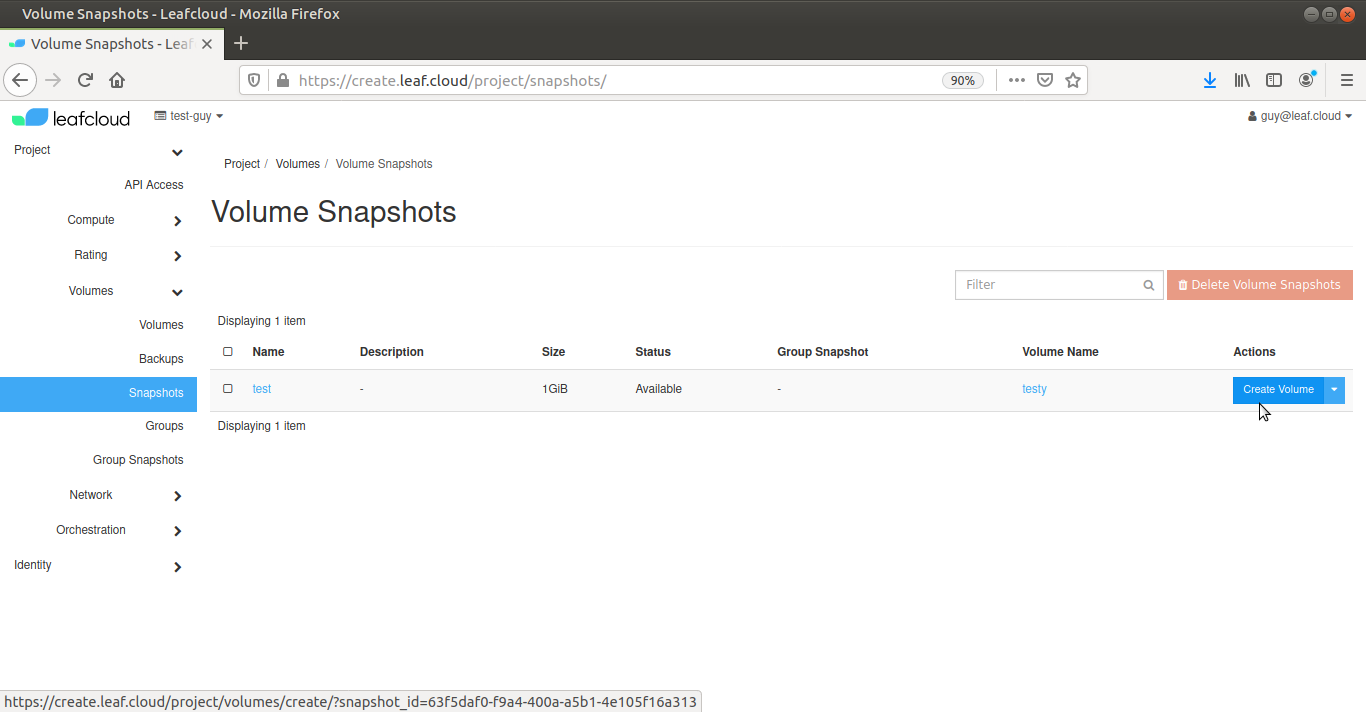 Volume Snapshots - Leafcloud - Mozilla Firefox
Volume Snapshots - Leaf
https://create.leaf.cloud/project/snapshots/
90%
leafcloud
test-guy
guy@leaf.cloud
Project
API Access
Compute
Rating
Volumes
Volumes
Backups
Snapshots
Groups
Group Snapshots
Network
Orchestration
Identity
Project / Volumes / Volume Snapshots
Volume Snapshots
Filter
Delete Volume Snapshots
Displaying 1 item
Name Description Size Status Group Snapshot Volume Name Actions
test - 1GiB Available - testy Create Volume
Displaying 1 item
https://create.leaf.cloud/project/volumes/create/?snapshot_id=63f5daf0-f9a4-400a-a5b1-4e105f16a313